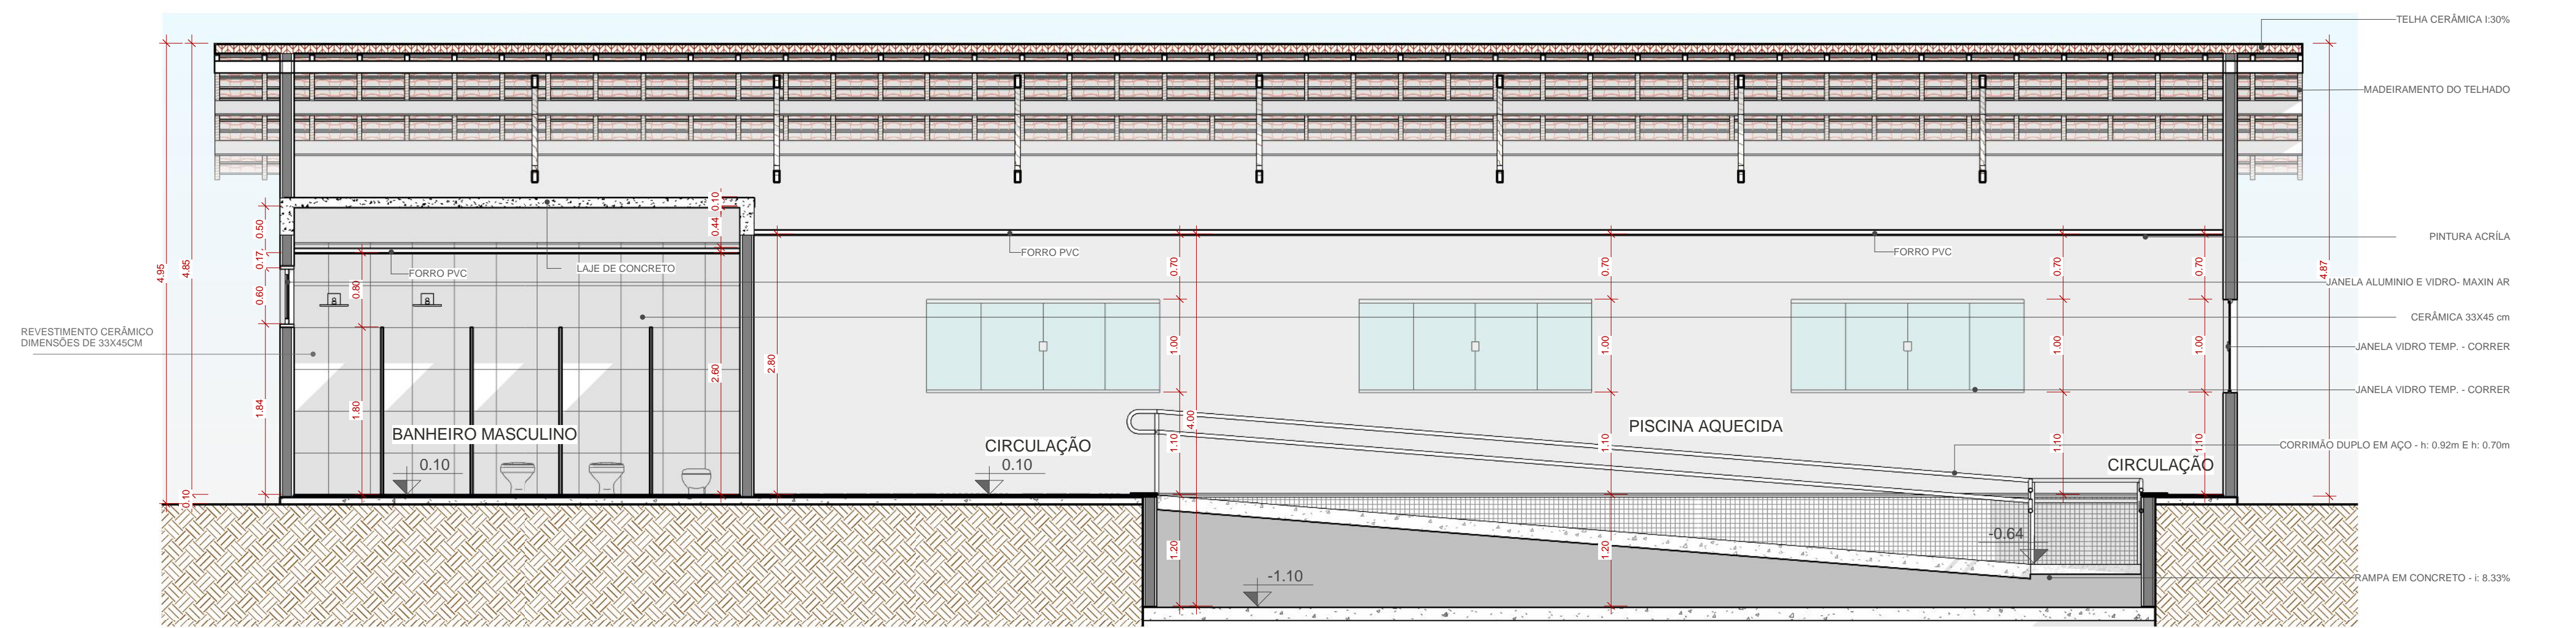 TELHA CERÂMICA I:30%
MADEIRAMENTO DO TELHADO
4.95
4.85
0.50
0.17
0.60
1.84
0.10
0.10
0.44
4.87
FORRO PVC
LAJE DE CONCRETO
FORRO PVC
FORRO PVC
PINTURA ACRÍLA
JANELA ALUMINIO E VIDRO- MAXIN AR
CERÂMICA 33X45 cm
JANELA VIDRO TEMP. - CORRER
JANELA VIDRO TEMP. - CORRER
REVESTIMENTO CERÂMICO
DIMENSÕES DE 33X45CM
0.80
1.80
2.60
2.80
0.70
1.00
1.10
1.20
4.00
0.70
1.00
1.10
1.20
0.70
1.00
1.10
0.70
1.00
1.10
BANHEIRO MASCULINO
0.10
CIRCULAÇÃO
0.10
PISCINA AQUECIDA
CORRIMÃO DUPLO EM AÇO - h: 0.92m E h: 0.70m
CIRCULAÇÃO
-0.64
-1.10
RAMPA EM CONCRETO - i: 8.33%